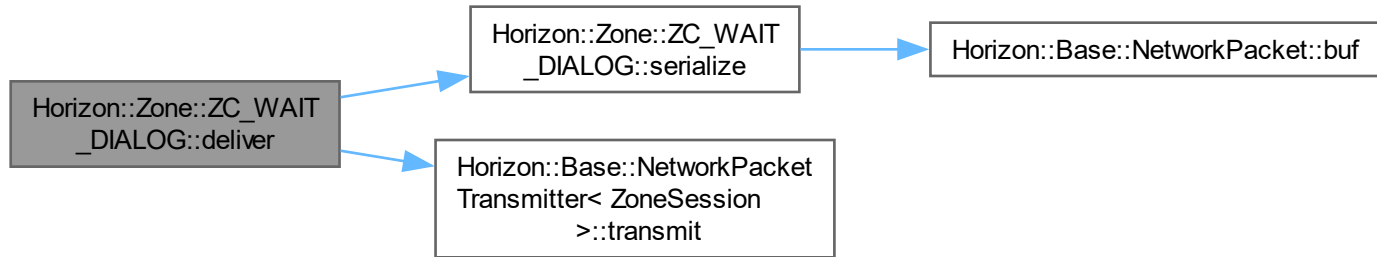 Horizon::Zone::ZC_WAIT
_DIALOG::deliver
Horizon::Zone::ZC_WAIT
_DIALOG::serialize
Horizon::Base::NetworkPacket::buf
Horizon::Base::NetworkPacket
Transmitter< ZoneSession
>::transmit